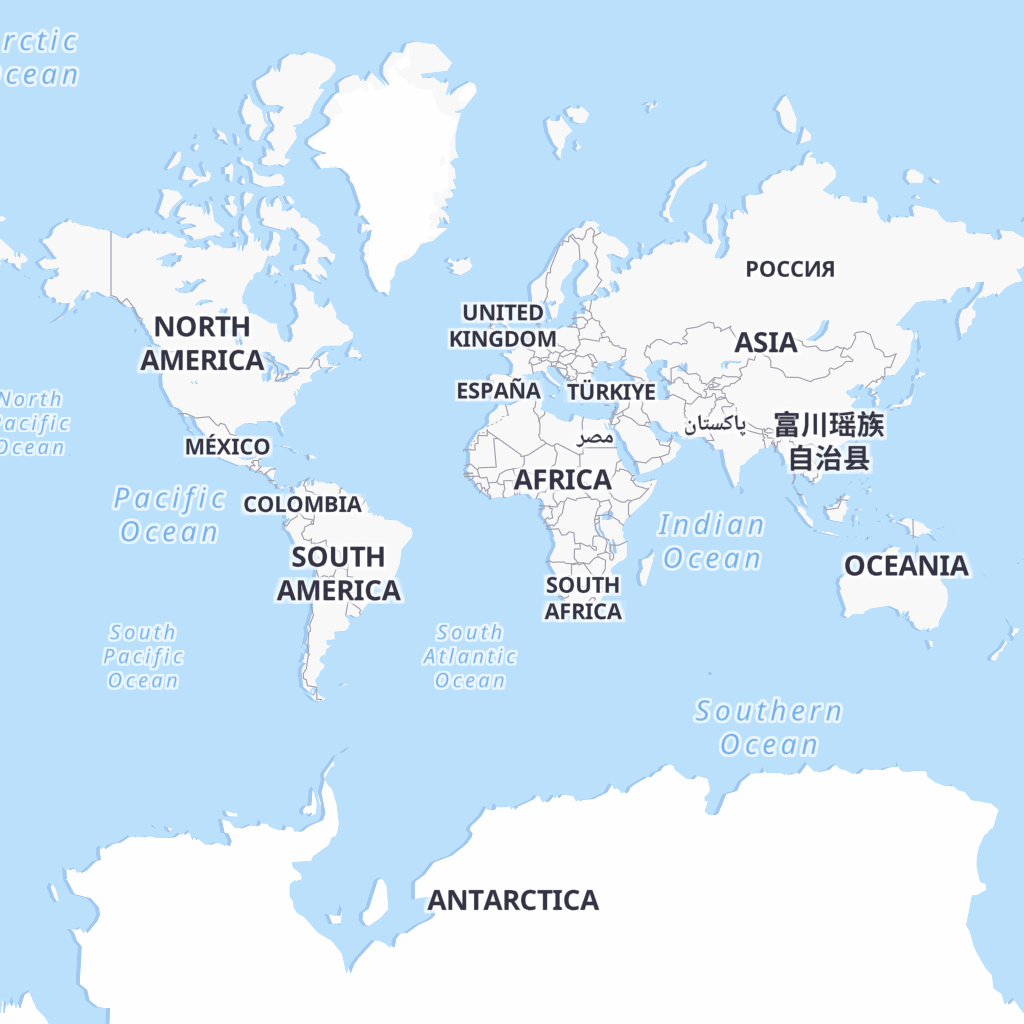 rctic
cean
РОССИЯ
UNITED
KINGDOM
NORTH
AMERICA
ASIA
ESPAÑA
TÜRKIYE
North
Pacific
Ocean
پاکستان
富川瑶族
自治县
مصر
MÉXICO
AFRICA
Pacific
Ocean
COLOMBIA
Indian
Ocean
SOUTH
AMERICA
OCEANIA
SOUTH
AFRICA
South
Pacific
Ocean
South
Atlantic
Ocean
Southern
Ocean
ANTARCTICA